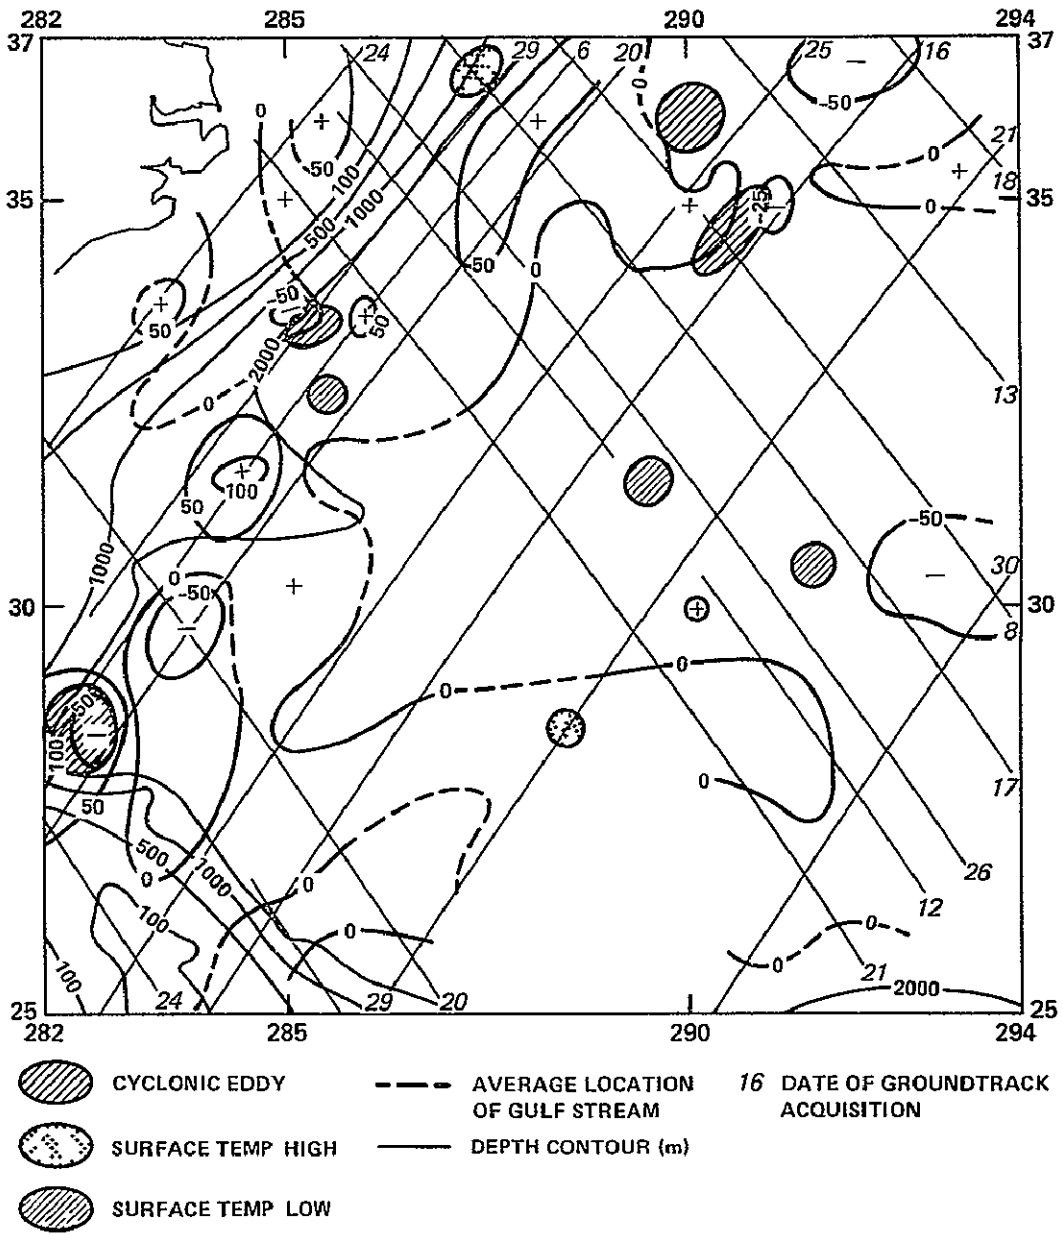 282 285 290 294
37 24 29 6 20 25 16 37
0 0 -50
+ + 21
50 0
100 + 18
35 + 1000 + -25 0 35
500 50
0
+ -50 +
50 50
2000
0 13
+
100
50
-50
1000 0 30
-50 + + 30
30 8
0
0
-50
100 0 17
50
500 1000 26
0 0 12
100 0 0
100 0 21
24 29 20 2000
25 25
282 285 290 294
CYCLONIC EDDY AVERAGE LOCATION OF GULF STREAM 16 DATE OF GROUNDTRACK ACQUISITION
SURFACE TEMP HIGH DEPTH CONTOUR (m)
SURFACE TEMP LOW